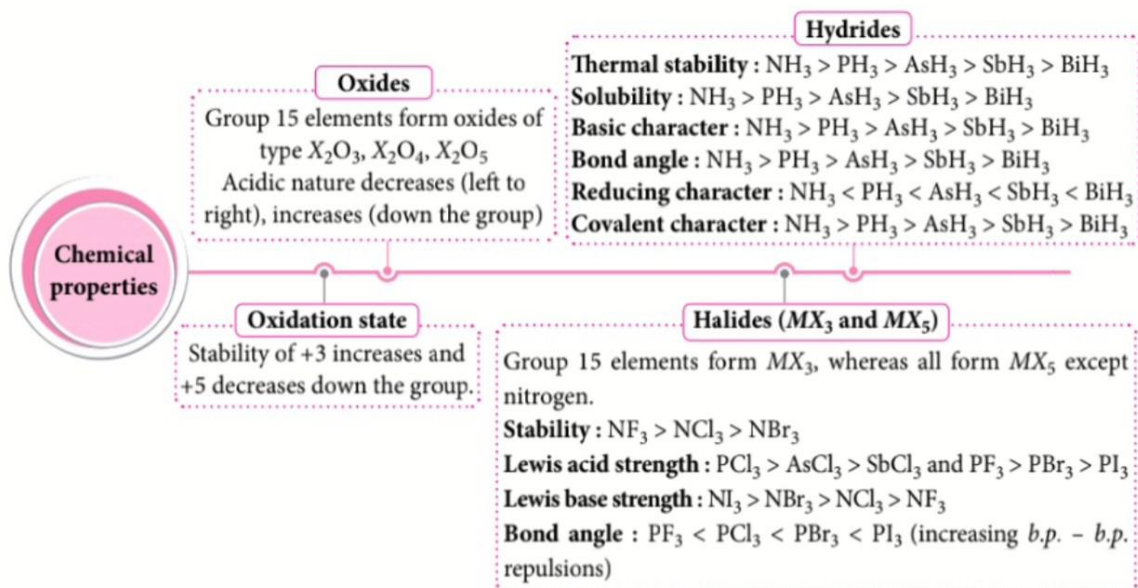 Chemical
properties
Oxides
Group 15 elements form oxides of
type X₂O₃, X₂O₄, X₂O₅
Acidic nature decreases (left to
right), increases (down the group)
Hydrides
Thermal stability : NH₃ > PH₃ > AsH₃ > SbH₃ > BiH₃
Solubility : NH₃ > PH₃ > AsH₃ > SbH₃ > BiH₃
Basic character : NH₃ > PH₃ > AsH₃ > SbH₃ > BiH₃
Bond angle : NH₃ > PH₃ > AsH₃ > SbH₃ > BiH₃
Reducing character : NH₃ < PH₃ < AsH₃ < SbH₃ < BiH₃
Covalent character : NH₃ > PH₃ > AsH₃ > SbH₃ > BiH₃
Oxidation state
Stability of +3 increases and
+5 decreases down the group.
Halides (MX₃ and MX₅)
Group 15 elements form MX₃, whereas all form MX₅ except
nitrogen.
Stability : NF₃ > NCl₃ > NBr₃
Lewis acid strength : PCl₃ > AsCl₃ > SbCl₃ and PF₃ > PBr₃ > PI₃
Lewis base strength : NI₃ > NBr₃ > NCl₃ > NF₃
Bond angle : PF₃ < PCl₃ < PBr₃ < PI₃ (increasing b.p. – b.p.
repulsions)